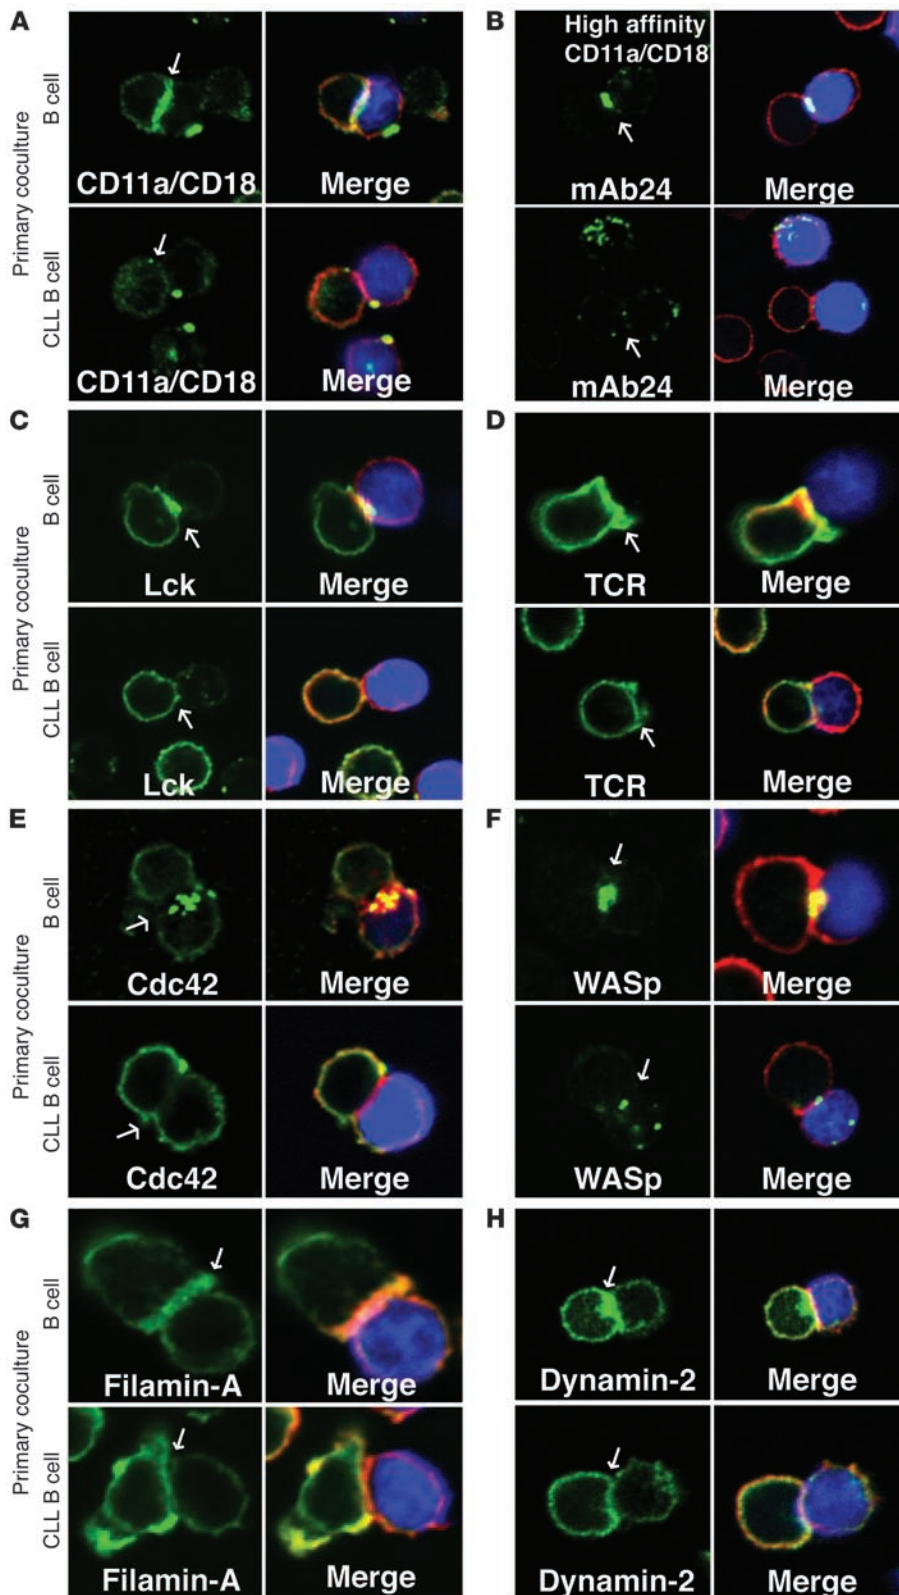 A
B
Primary coculture
B cell
CD11a/CD18
Merge
High affinity
CD11a/CD18
mAb24
Merge
CLL B cell
CD11a/CD18
Merge
mAb24
Merge
C
D
Primary coculture
B cell
Lck
Merge
TCR
Merge
CLL B cell
Lck
Merge
TCR
Merge
E
F
Primary coculture
B cell
Cdc42
Merge
WASp
Merge
CLL B cell
Cdc42
Merge
WASp
Merge
G
H
Primary coculture
B cell
Filamin-A
Merge
Dynamin-2
Merge
CLL B cell
Filamin-A
Merge
Dynamin-2
Merge